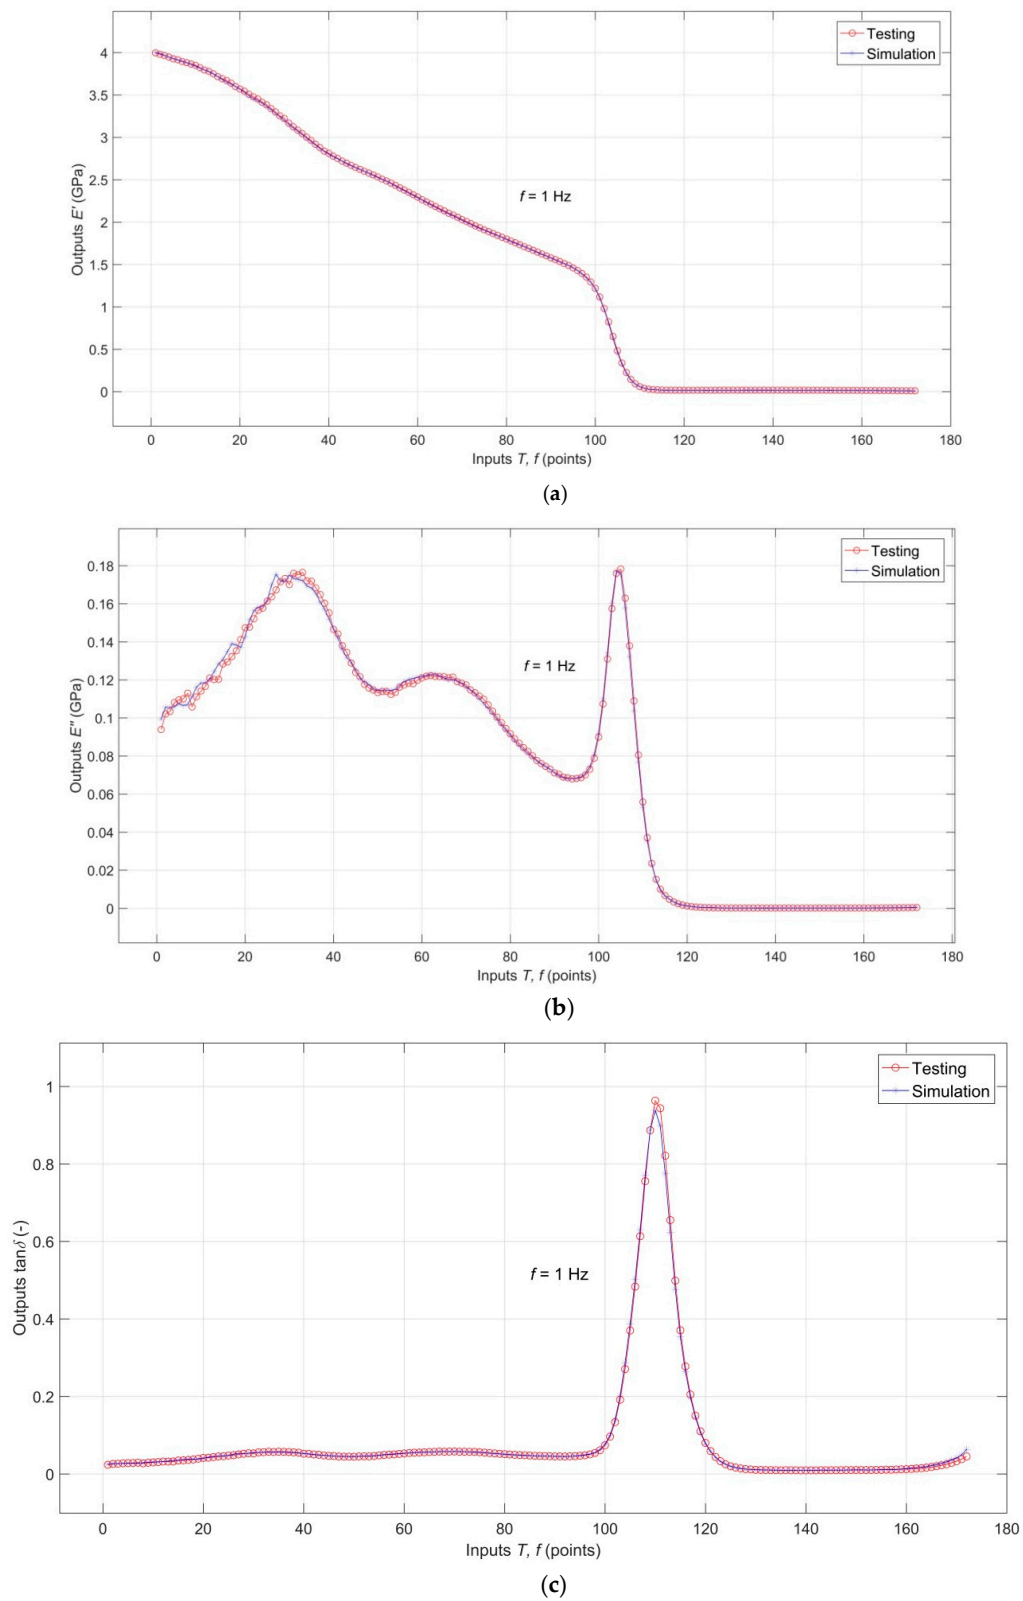 Testing
Simulation
4
3.5
3
2.5
2
1.5
1
0.5
0
Outputs E' (GPa)
f = 1 Hz
0 20 40 60 80 100 120 140 160 180
Inputs T, f (points)
(a)
Testing
Simulation
0.18
0.16
0.14
0.12
0.1
0.08
0.06
0.04
0.02
0
Outputs E" (GPa)
f = 1 Hz
0 20 40 60 80 100 120 140 160 180
Inputs T, f (points)
(b)
Testing
Simulation
1
0.8
0.6
0.4
0.2
0
Outputs tanδ (-)
f = 1 Hz
0 20 40 60 80 100 120 140 160 180
Inputs T, f (points)
(c)